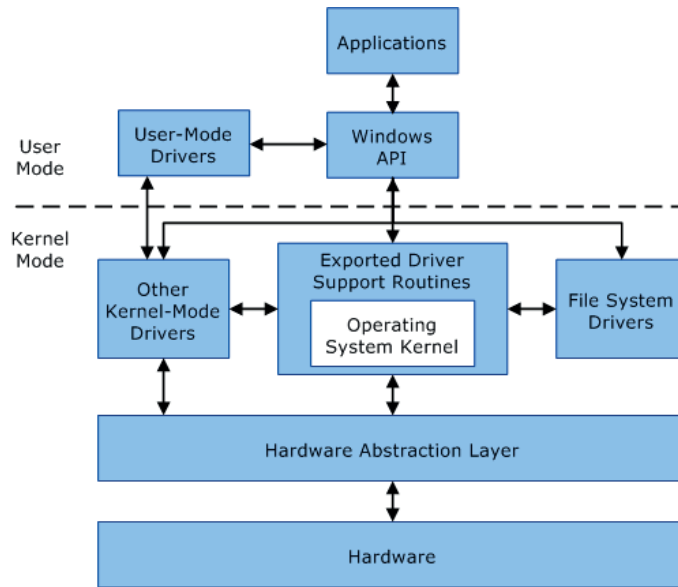 Applications
User-Mode
Drivers
Windows
API
User
Mode
Kernel
Mode
Other
Kernel-Mode
Drivers
Exported Driver
Support Routines
Operating
System Kernel
File System
Drivers
Hardware Abstraction Layer
Hardware